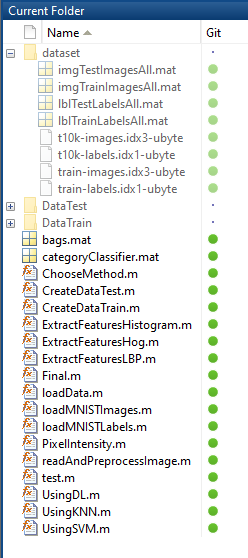 Current Folder
Name Git
dataset
imgTestImagesAll.mat
imgTrainImagesAll.mat
lblTestLabelsAll.mat
lblTrainLabelsAll.mat
t10k-images.idx3-ubyte
t10k-labels.idx1-ubyte
train-images.idx3-ubyte
train-labels.idx1-ubyte
DataTest
DataTrain
bags.mat
categoryClassifier.mat
ChooseMethod.m
CreateDataTest.m
CreateDataTrain.m
ExtractFeaturesHistogram.m
ExtractFeaturesHog.m
ExtractFeaturesLBP.m
Final.m
loadData.m
loadMNISTImages.m
loadMNISTLabels.m
PixelIntensity.m
readAndPreprocessImage.m
test.m
UsingDL.m
UsingKNN.m
UsingSVM.m